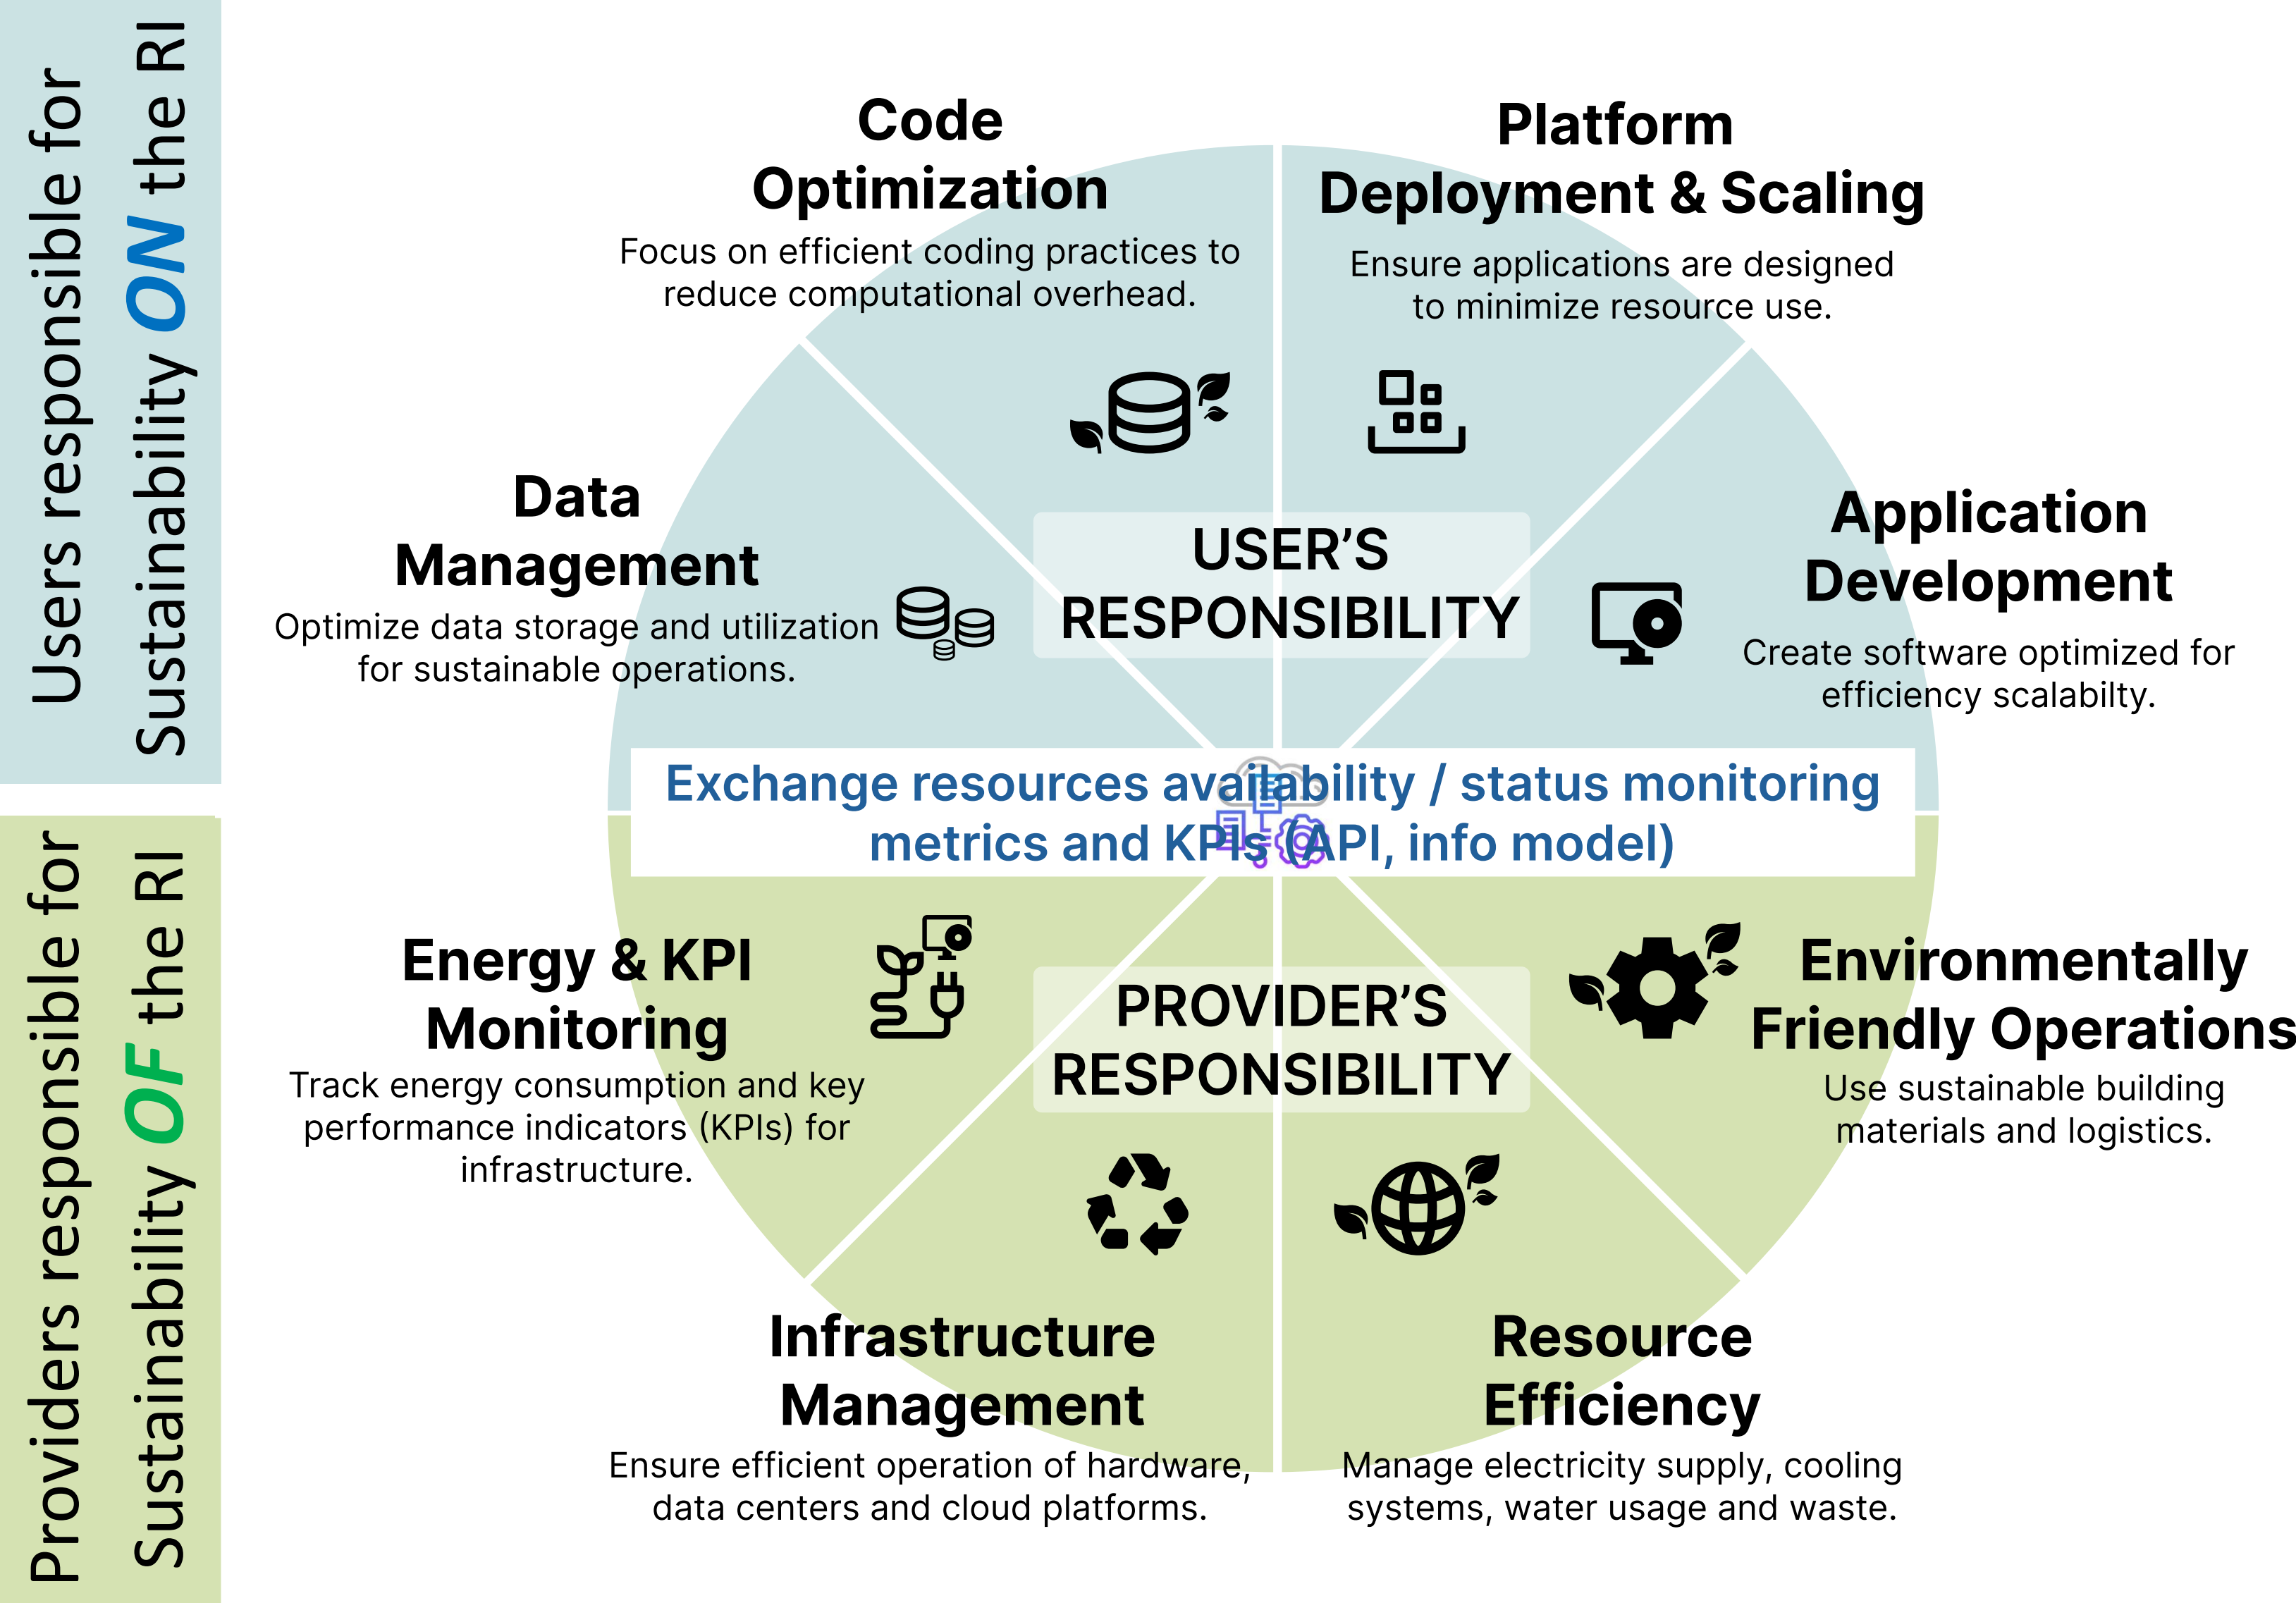 Users responsible for
Sustainability ON the RI
Code
Optimization
Focus on efficient coding practices to
reduce computational overhead.
Platform
Deployment & Scaling
Ensure applications are designed
to minimize resource use.
Data
Management
Optimize data storage and utilization
for sustainable operations.
USER’S
RESPONSIBILITY
Application
Development
Create software optimized for
efficiency scalabilty.
Exchange resources availability / status monitoring
metrics and KPIs (API, info model)
Providers responsible for
Sustainability OF the RI
Energy & KPI
Monitoring
Track energy consumption and key
performance indicators (KPIs) for
infrastructure.
PROVIDER’S
RESPONSIBILITY
Environmentally
Friendly Operations
Use sustainable building
materials and logistics.
Infrastructure
Management
Ensure efficient operation of hardware,
data centers and cloud platforms.
Resource
Efficiency
Manage electricity supply, cooling
systems, water usage and waste.